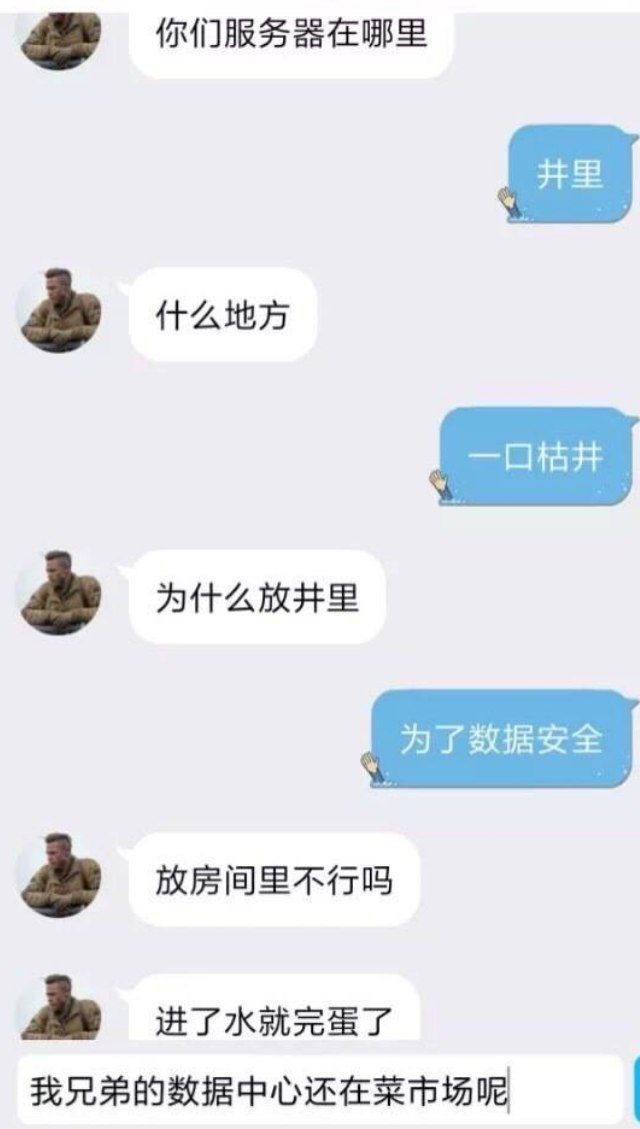 你们服务器在哪里
井里
什么地方
一口枯井
为什么放井里
为了数据安全
放房间里不行吗
进了水就完蛋了
我兄弟的数据中心还在菜市场呢